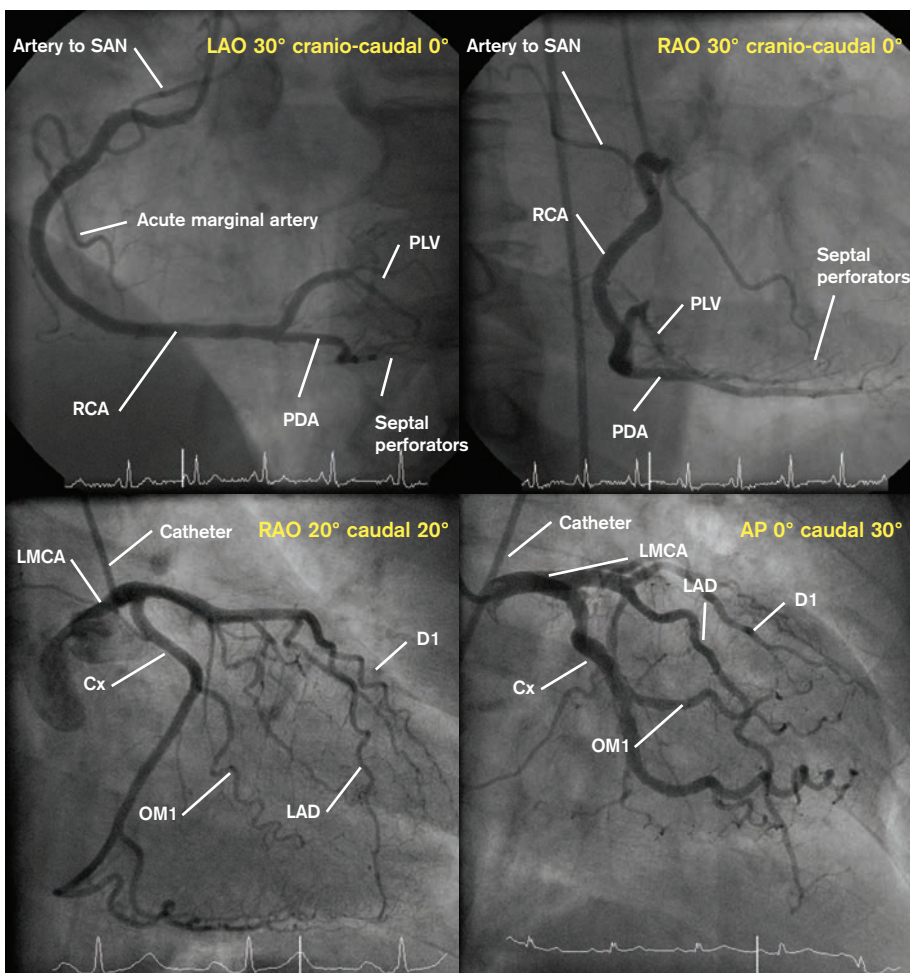 Artery to SAN
LAO 30° cranio-caudal 0°
Acute marginal artery
PLV
RCA
PDA
Septal
perforators
Artery to SAN
RAO 30° cranio-caudal 0°
RCA
Septal
perforators
PLV
PDA
Catheter
RAO 20° caudal 20°
LMCA
D1
Cx
OM1
LAD
Catheter
AP 0° caudal 30°
LMCA
LAD
D1
Cx
OM1